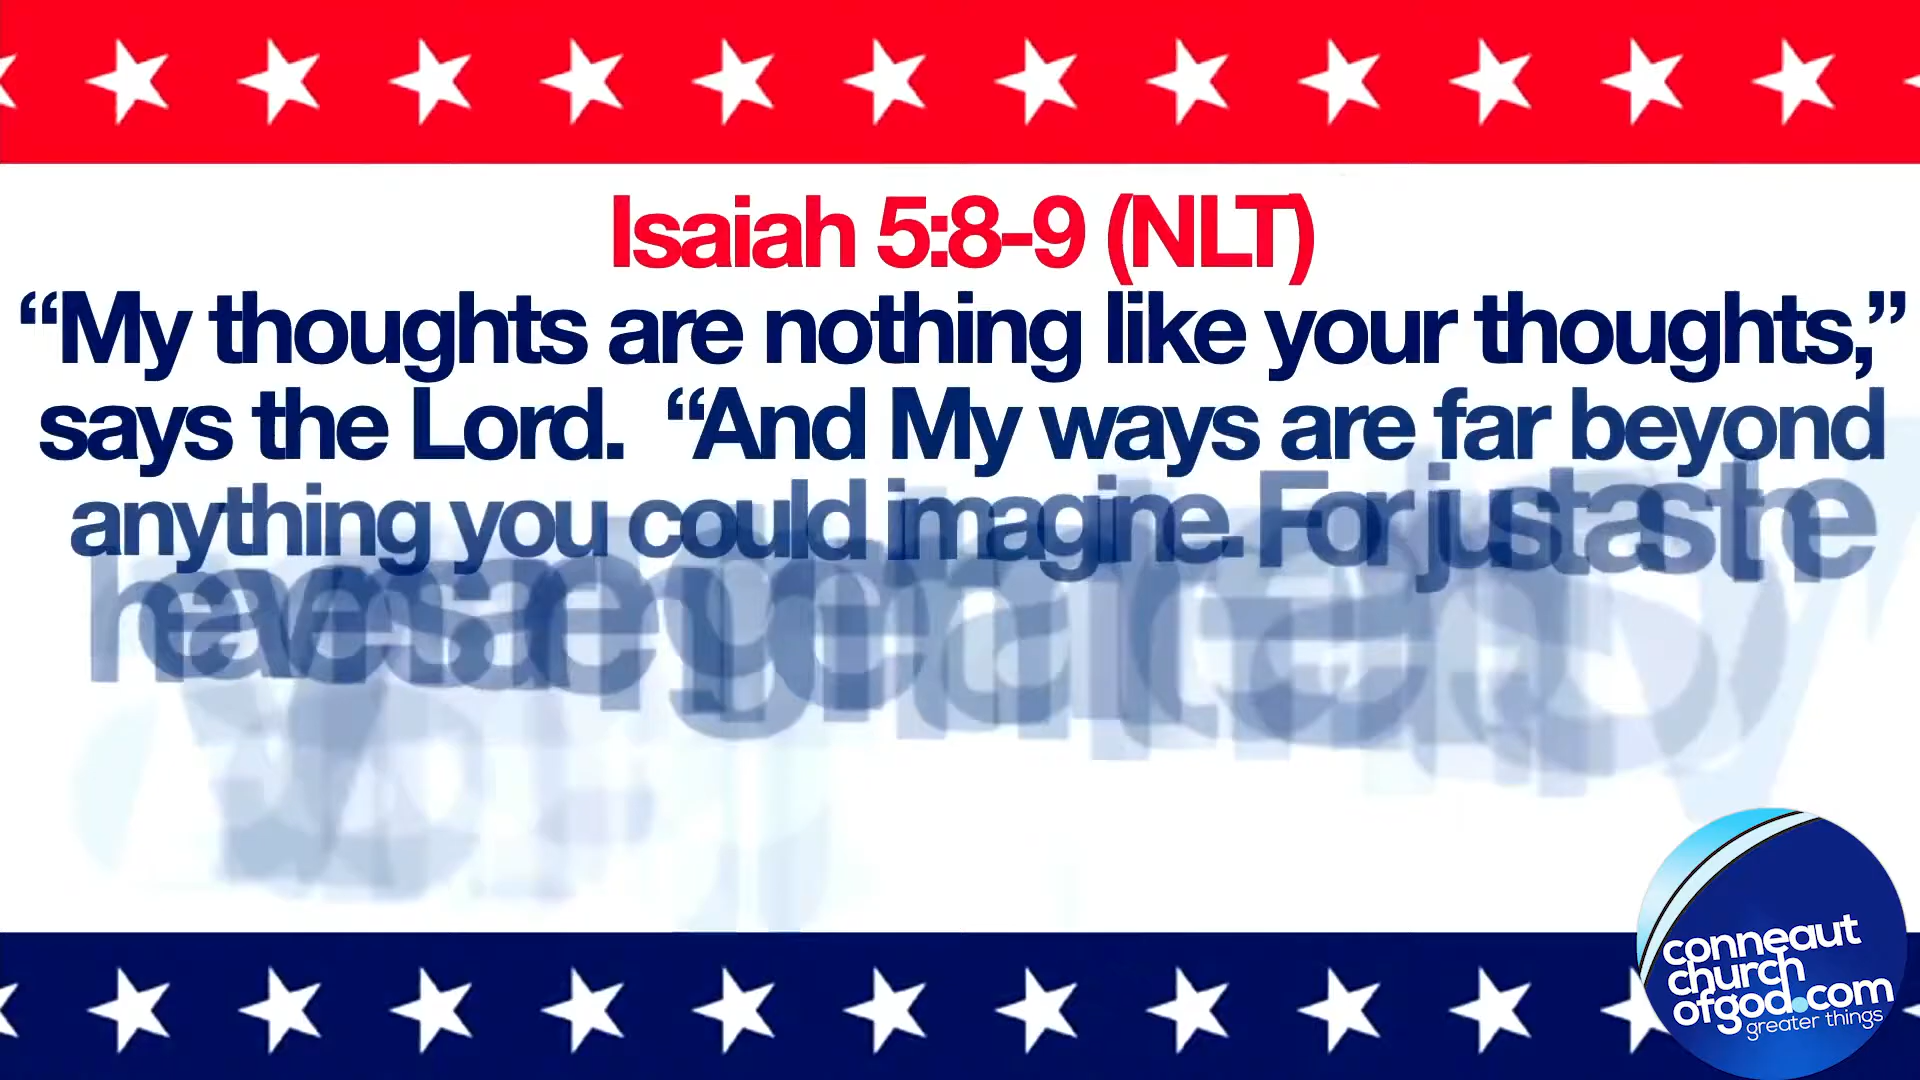 Isaiah 5:8-9 (NLT)
“My thoughts are nothing like your thoughts,”
says the Lord.  “And My ways are far beyond
anything you could imagine. For just as the
conneaut
church
ofgod.com
greater things